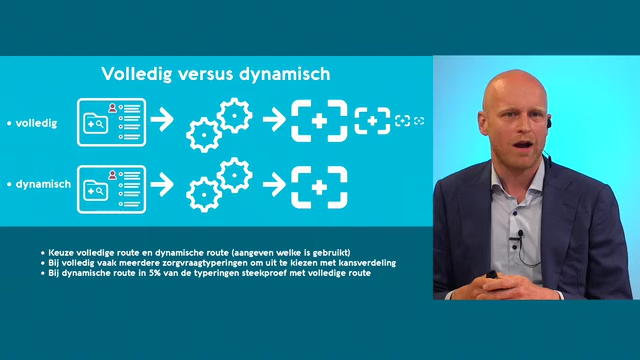 Volledig versus dynamisch
• volledig
• dynamisch
• Keuze volledige route en dynamische route (aangeven welke is gebruikt)
• Bij volledig vaak meerdere zorgvraagtyperingen om uit te kiezen met kansverdeling
• Bij dynamische route in 5% van de typeringen steekproef met volledige route